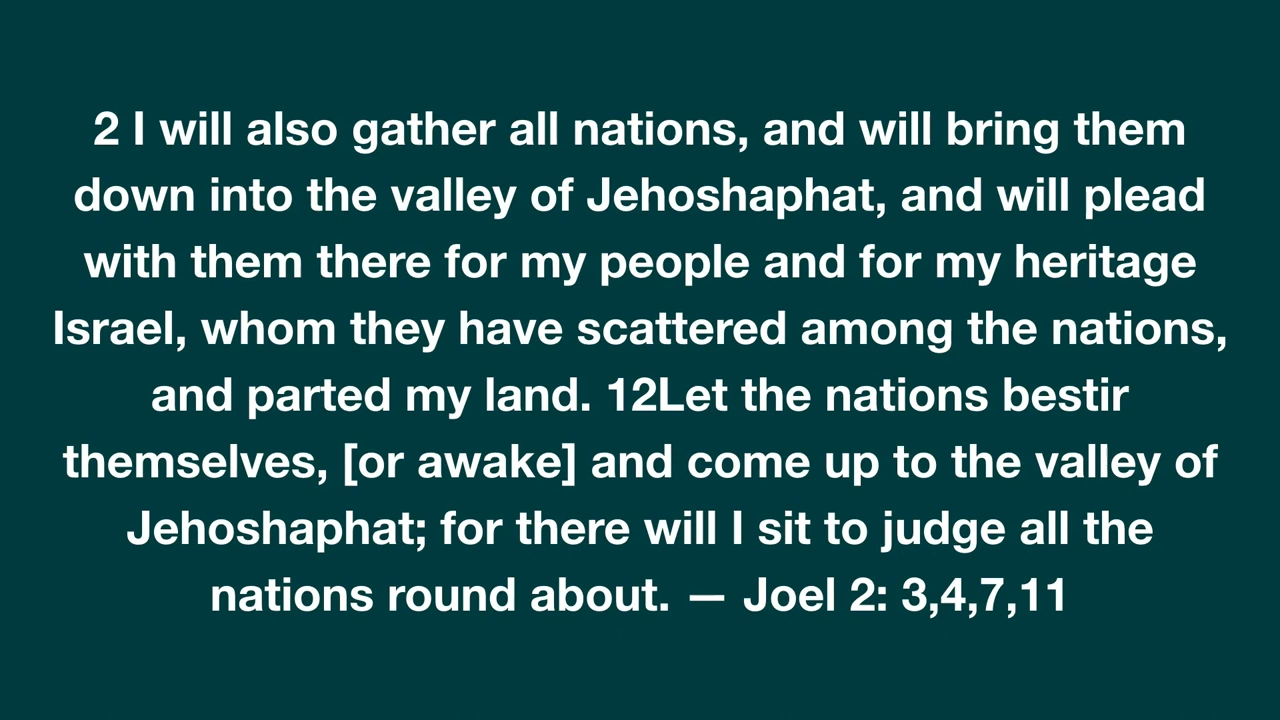 2 I will also gather all nations, and will bring them
down into the valley of Jehoshaphat, and will plead
with them there for my people and for my heritage
Israel, whom they have scattered among the nations,
and parted my land. 12Let the nations bestir
themselves, [or awake] and come up to the valley of
Jehoshaphat; for there will I sit to judge all the
nations round about. — Joel 2: 3,4,7,11